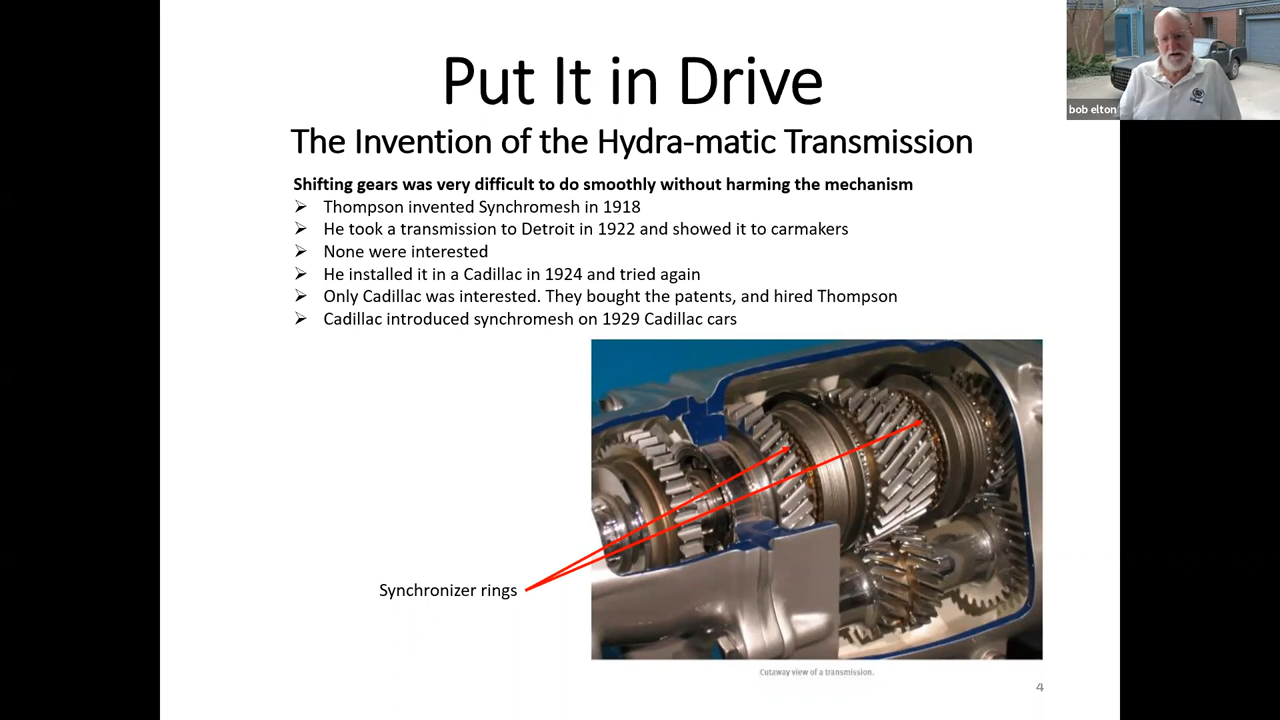 Put It in Drive
The Invention of the Hydra-matic Transmission
Shifting gears was very difficult to do smoothly without harming the mechanism
➢ Thompson invented Synchromesh in 1918
➢ He took a transmission to Detroit in 1922 and showed it to carmakers
➢ None were interested
➢ He installed it in a Cadillac in 1924 and tried again
➢ Only Cadillac was interested. They bought the patents, and hired Thompson
➢ Cadillac introduced synchromesh on 1929 Cadillac cars
Synchronizer rings
Cutaway view of a transmission.
4
bob elton